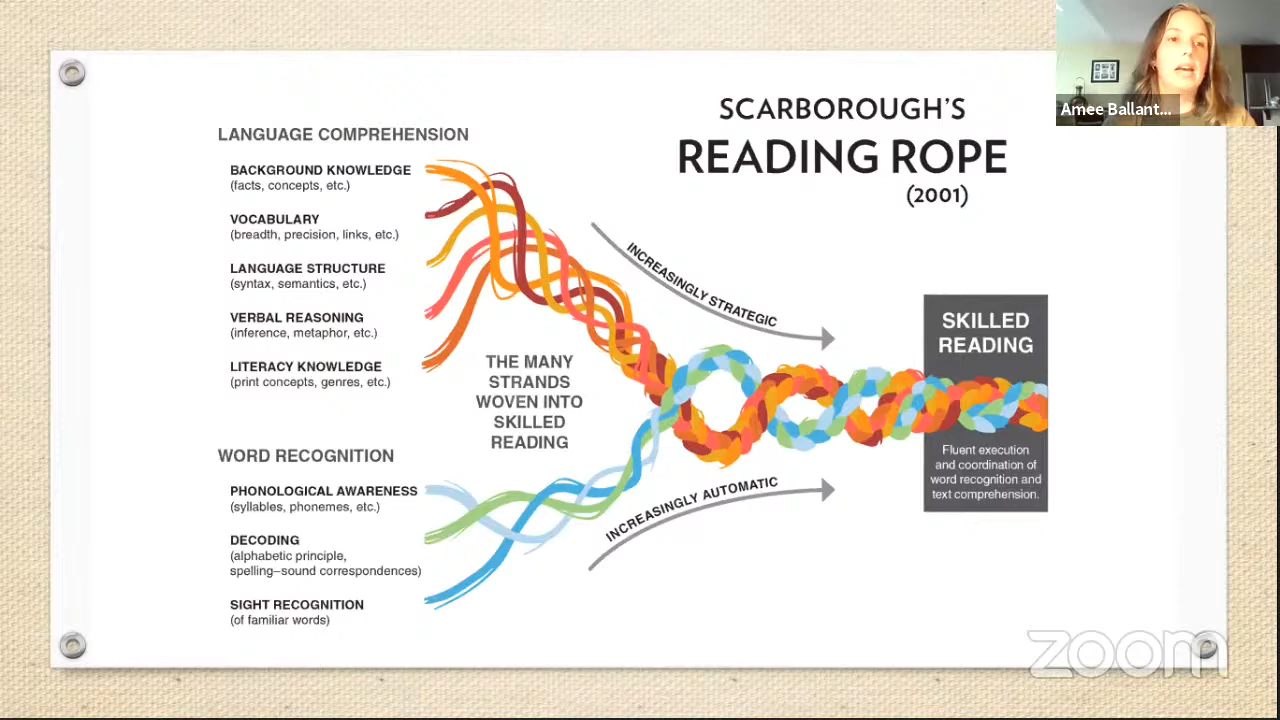 Amee Ballant...
SCARBOROUGH'S
READING ROPE
(2001)
LANGUAGE COMPREHENSION
BACKGROUND KNOWLEDGE
(facts, concepts, etc.)
VOCABULARY
(breadth, precision, links, etc.)
LANGUAGE STRUCTURE
(syntax, semantics, etc.)
VERBAL REASONING
(inference, metaphor, etc.)
LITERACY KNOWLEDGE
(print concepts, genres, etc.)
THE MANY
STRANDS
WOVEN INTO
SKILLED
READING
WORD RECOGNITION
PHONOLOGICAL AWARENESS
(syllables, phonemes, etc.)
DECODING
(alphabetic principle,
spelling–sound correspondences)
SIGHT RECOGNITION
(of familiar words)
INCREASINGLY STRATEGIC
INCREASINGLY AUTOMATIC
SKILLED
READING
Fluent execution
and coordination of
word recognition and
text comprehension.
zoom